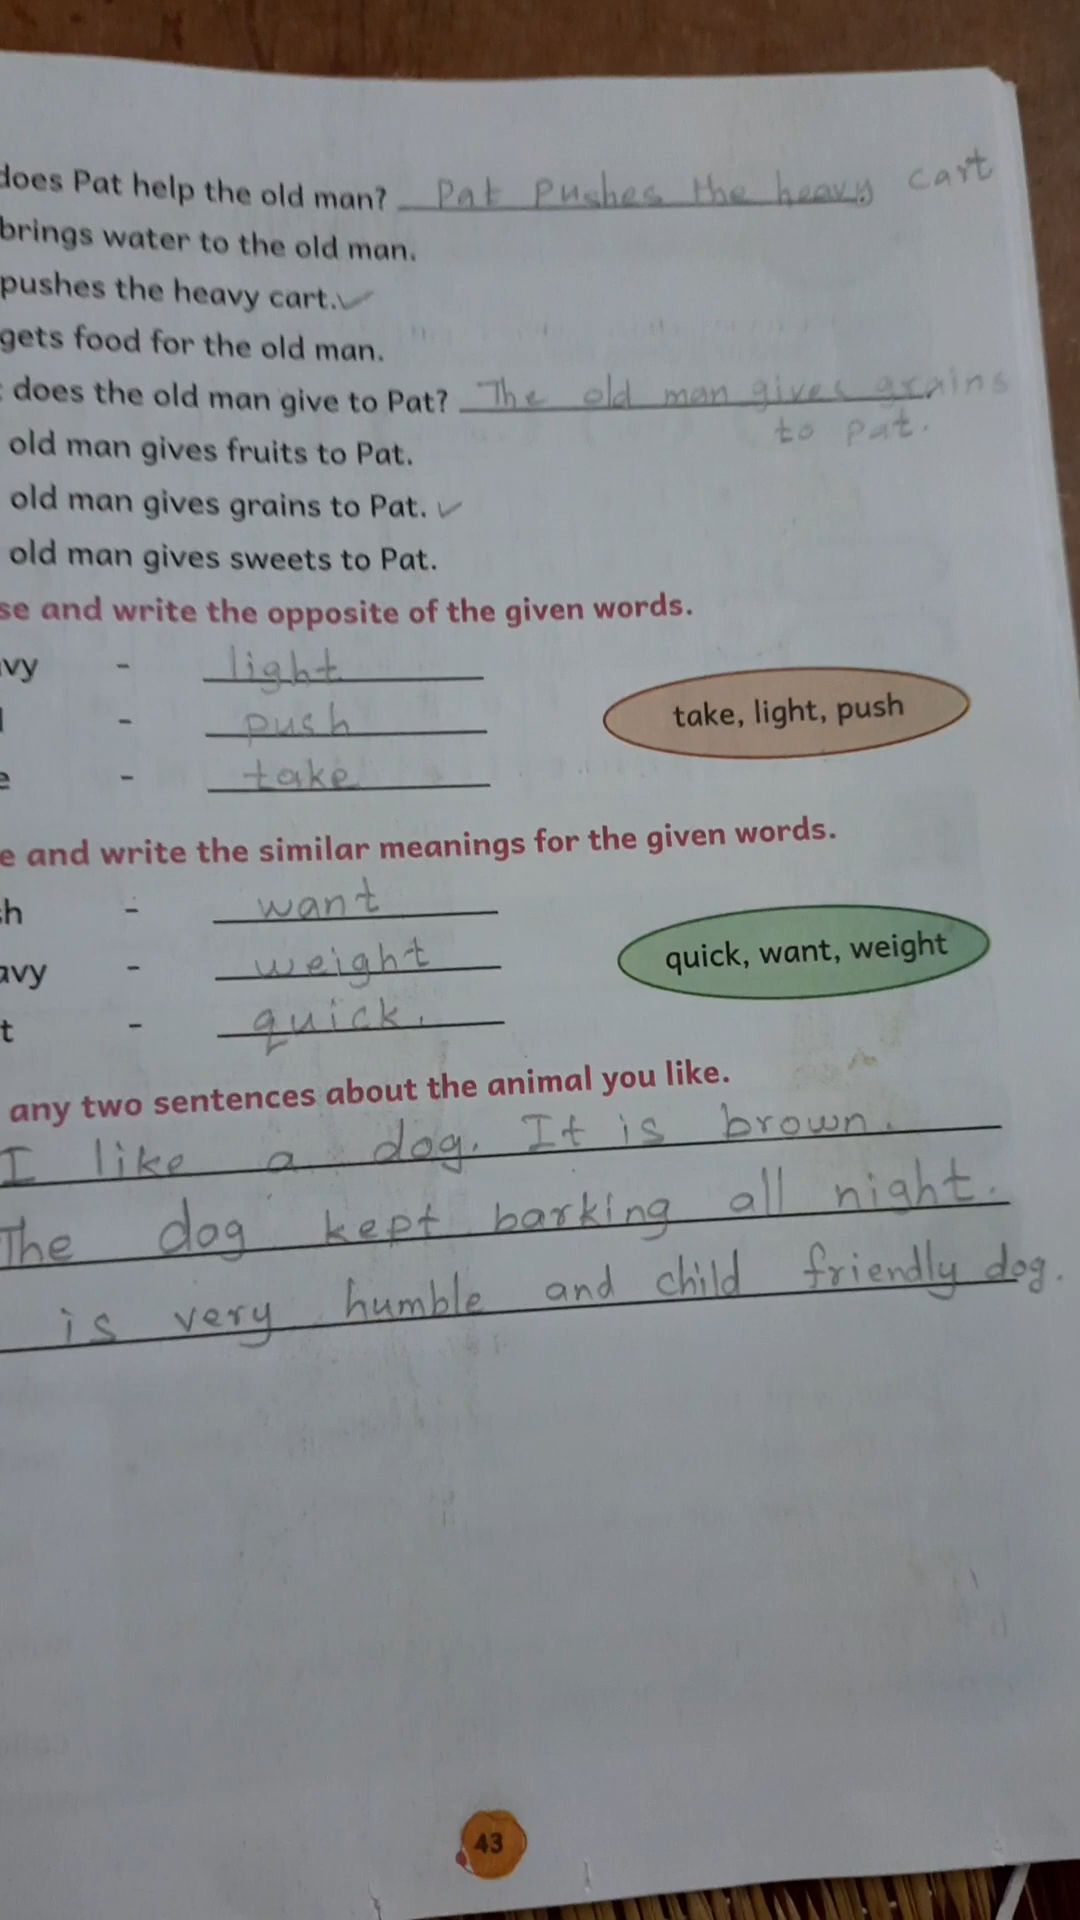 does Pat help the old man? Pat pushes the heavy cart
brings water to the old man.
pushes the heavy cart.✓
gets food for the old man.
does the old man give to Pat? The old man gives grains
to pat.
old man gives fruits to Pat.
old man gives grains to Pat. ✓
old man gives sweets to Pat.
se and write the opposite of the given words.
vy - light
- push
e - take
take, light, push
e and write the similar meanings for the given words.
h - want
avy - weight
t - quick.
quick, want, weight
any two sentences about the animal you like.
I like a dog. It is brown.
The dog kept barking all night.
is very humble and child friendly dog.
43